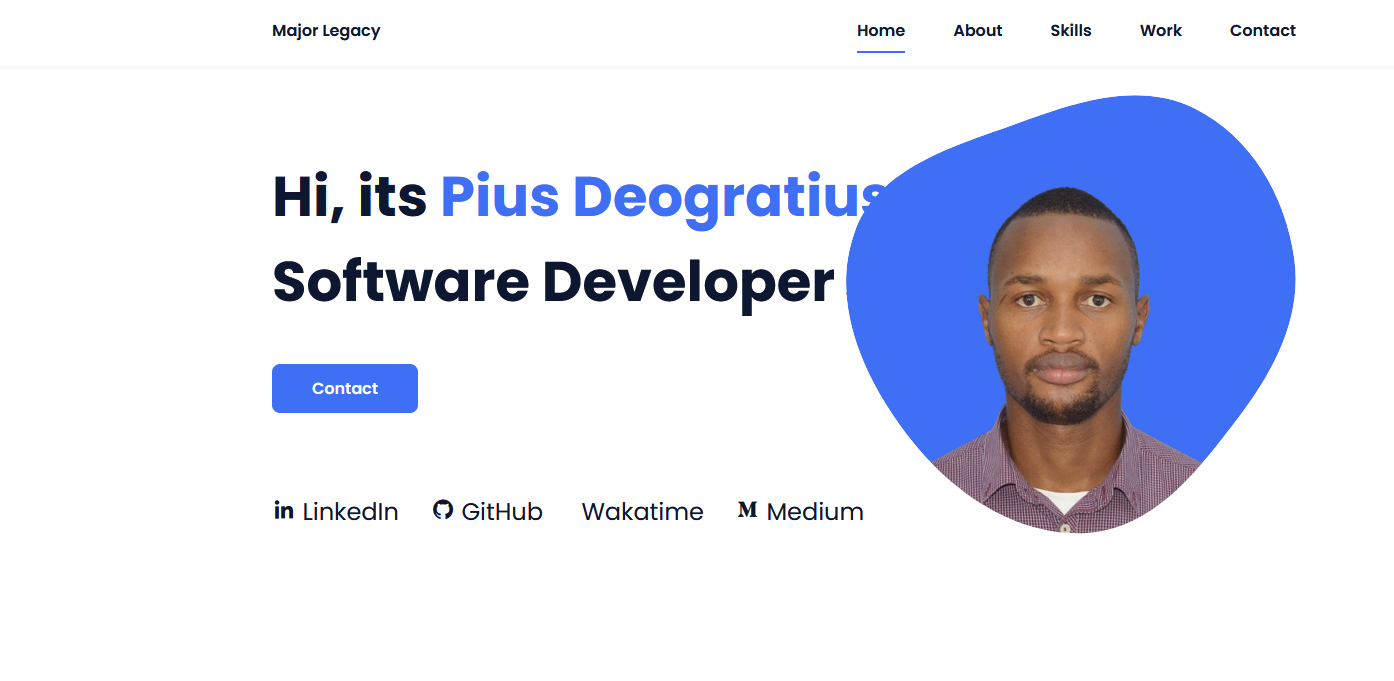 Major Legacy Home About Skills Work Contact
Hi, its Pius Deogratius
Software Developer
Contact
in LinkedIn GitHub Wakatime M Medium